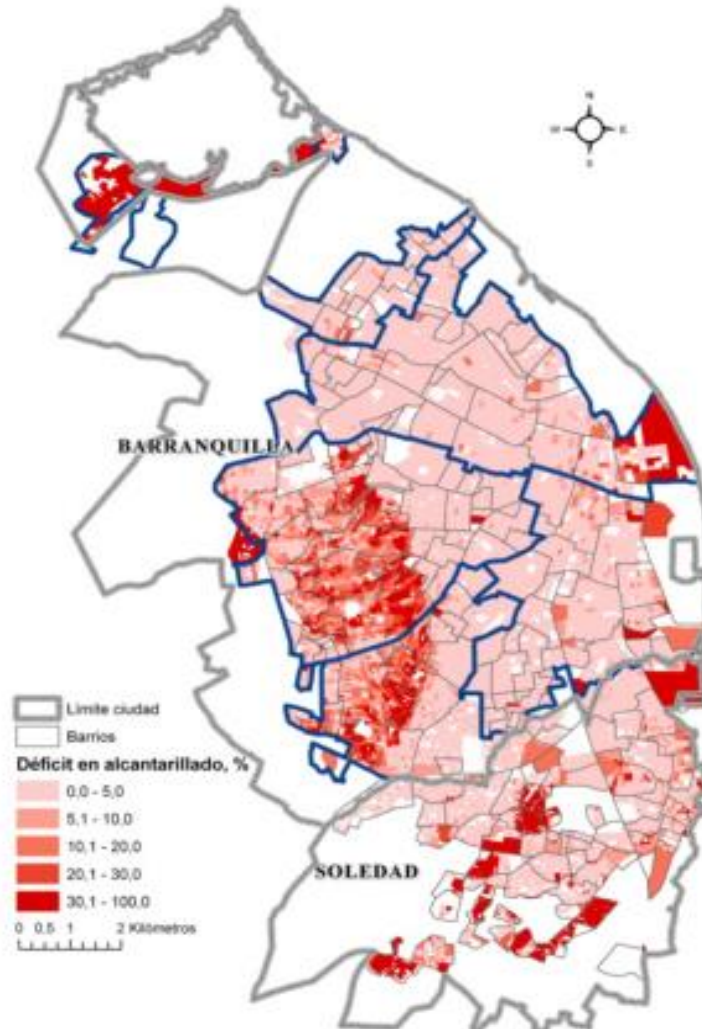 N
W E
S
BARRANQUILLA
Límite ciudad
Barrios
Déficit en alcantarillado, %
0,0 - 5,0
5,1 - 10,0
10,1 - 20,0
20,1 - 30,0
30,1 - 100,0
0 0,5 1 2 Kilómetros
SOLEDAD